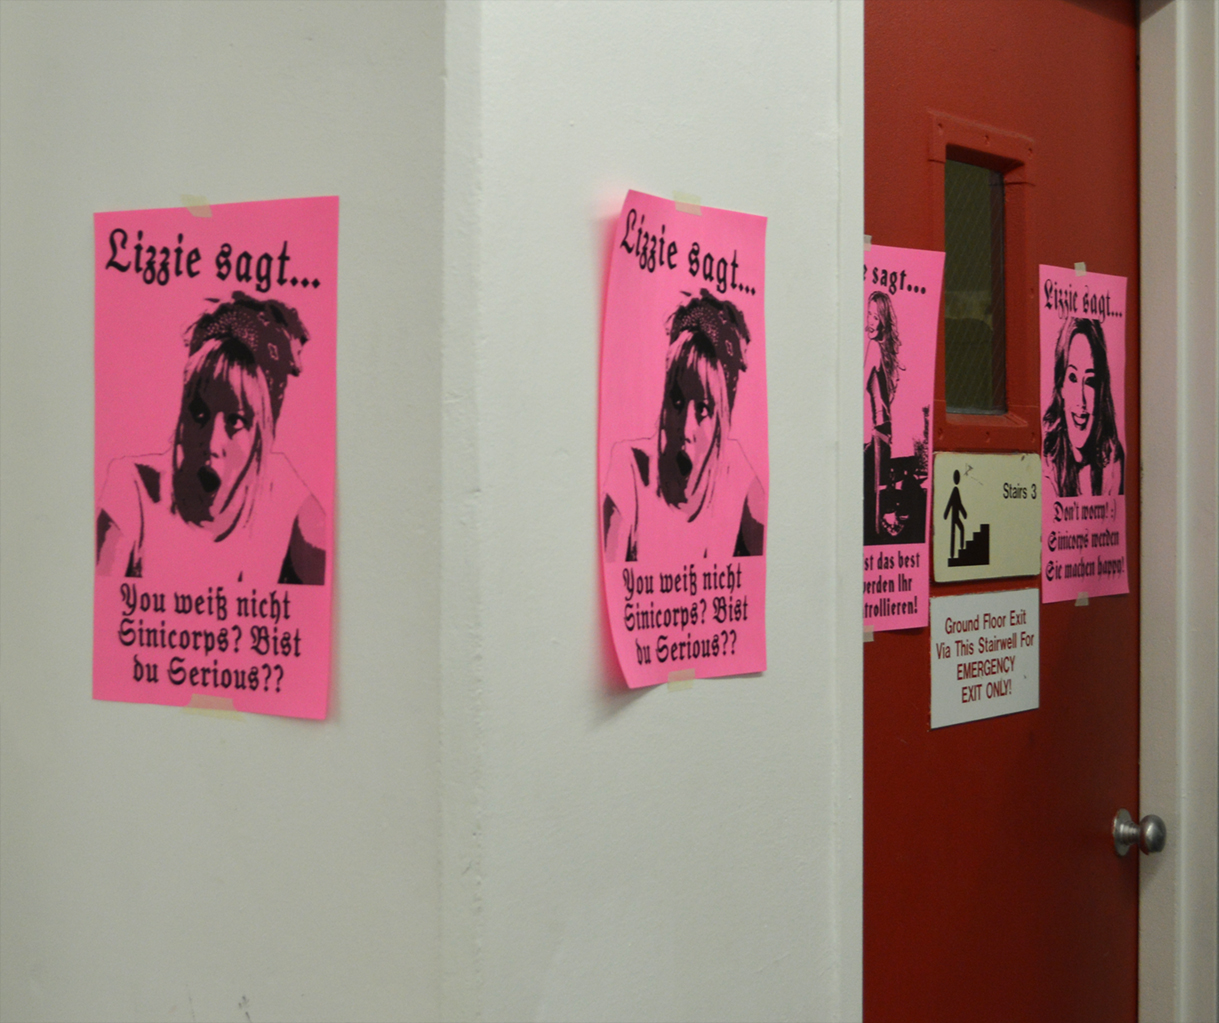 Lizzie sagt...
You weiß nicht
Sinicorps? Bist
du Serious??
Lizzie sagt...
You weiß nicht
Sinicorps? Bist
du Serious??
sagt...
das best
werden Ihr
trollieren!
Stairs 3
Ground Floor Exit
Via This Stairwell For
EMERGENCY
EXIT ONLY!
Lizzie sagt...
Don't worry! :)
Sinicorps werden
Sie machen happy!